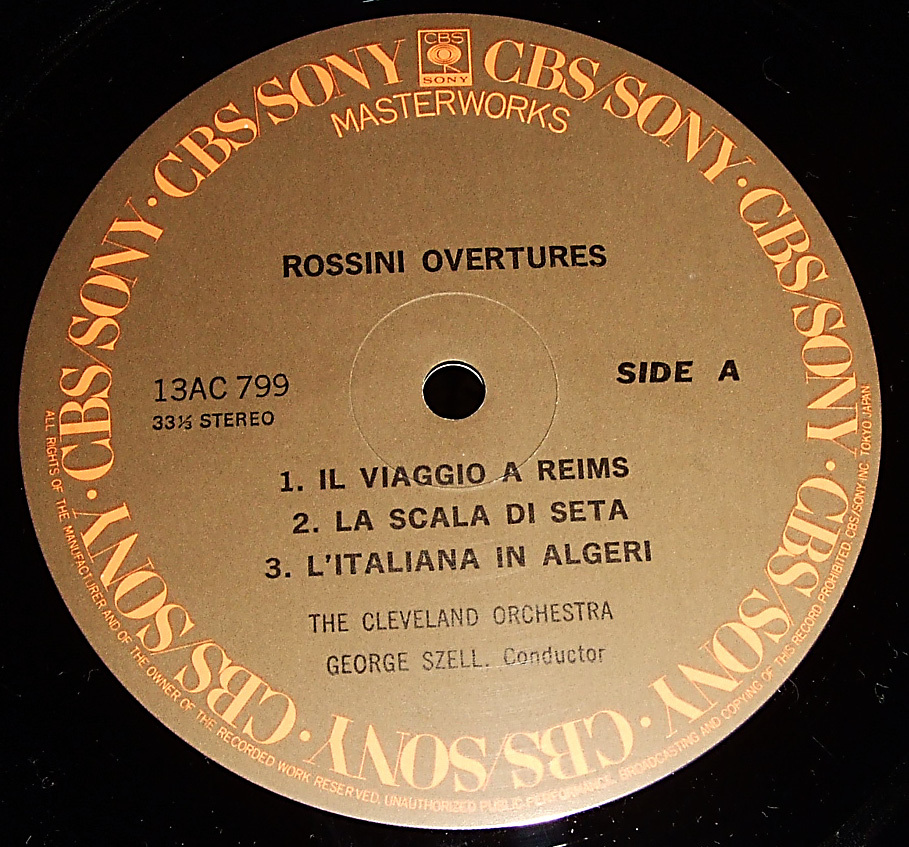 CBS
SONY
CBS/SONY · CBS/SONY · CBS/SONY · CBS/SONY · CBS/SONY · CBS/SONY · CBS/SONY · CBS/SONY
MASTERWORKS
ROSSINI OVERTURES
13AC 799
33⅓ STEREO
SIDE A
1. IL VIAGGIO A REIMS
2. LA SCALA DI SETA
3. L'ITALIANA IN ALGERI
THE CLEVELAND ORCHESTRA
GEORGE SZELL. Conductor
ALL RIGHTS OF THE MANUFACTURER AND OF THE OWNER OF THE RECORDED WORK RESERVED, UNAUTHORIZED PUBLIC PERFORMANCE, BROADCASTING AND COPYING OF THIS RECORD PROHIBITED. CBS/SONY INC. TOKYO JAPAN